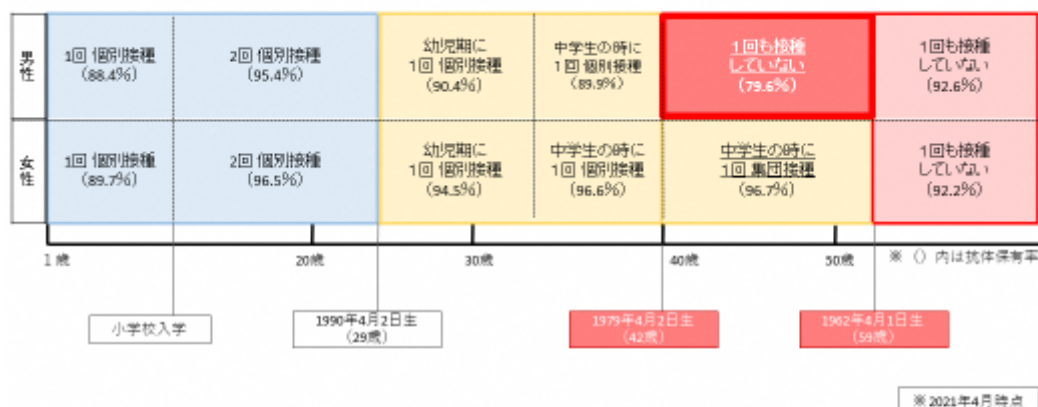 男性
1回 個別接種
(88.4%)
2回 個別接種
(95.4%)
幼児期に
1回 個別接種
(90.4%)
中学生の時に
1回 個別接種
(89.9%)
1回も接種
していない
(79.6%)
1回も接種
していない
(92.6%)
女性
1回 個別接種
(89.7%)
2回 個別接種
(96.5%)
幼児期に
1回 個別接種
(94.5%)
中学生の時に
1回 個別接種
(96.6%)
中学生の時に
1回 集団接種
(96.7%)
1回も接種
していない
(92.2%)
1歳
20歳
30歳
40歳
50歳
※ () 内は抗体保有率
小学校入学
1990年4月2日生
(29歳)
1979年4月2日生
(42歳)
1962年4月1日生
(59歳)
※2021年4月時点